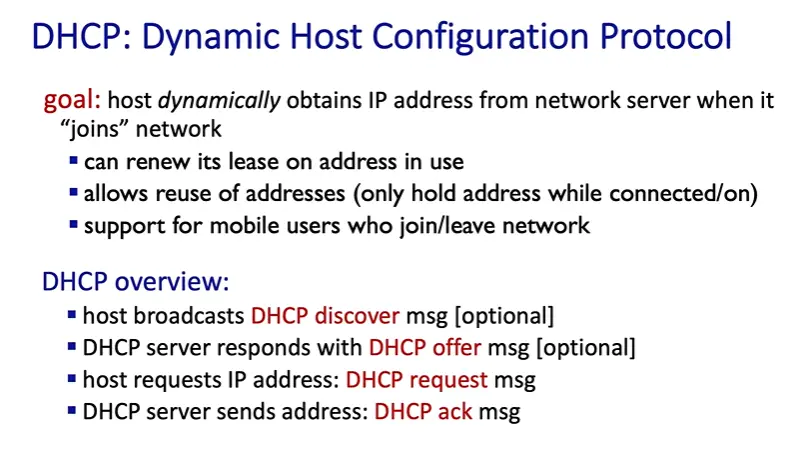 DHCP: Dynamic Host Configuration Protocol
goal: host dynamically obtains IP address from network server when it
“joins” network
▪ can renew its lease on address in use
▪ allows reuse of addresses (only hold address while connected/on)
▪ support for mobile users who join/leave network
DHCP overview:
▪ host broadcasts DHCP discover msg [optional]
▪ DHCP server responds with DHCP offer msg [optional]
▪ host requests IP address: DHCP request msg
▪ DHCP server sends address: DHCP ack msg